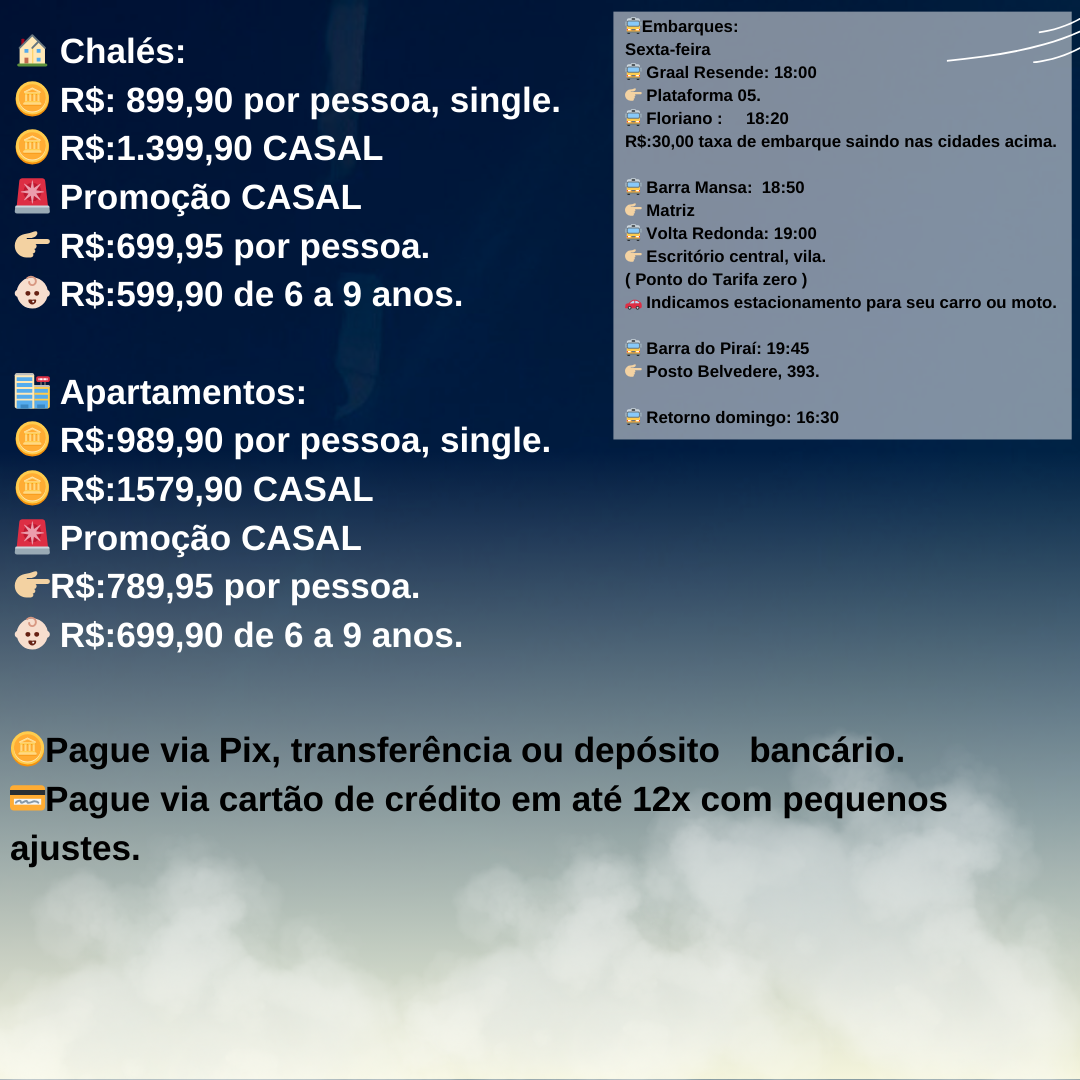 🏠 Chalés:
🪙 R$: 899,90 por pessoa, single.
🪙 R$:1.399,90 CASAL
🚨 Promoção CASAL
👉 R$:699,95 por pessoa.
👶 R$:599,90 de 6 a 9 anos.
🏨 Apartamentos:
🪙 R$:989,90 por pessoa, single.
🪙 R$:1579,90 CASAL
🚨 Promoção CASAL
👉R$:789,95 por pessoa.
👶 R$:699,90 de 6 a 9 anos.
🚎Embarques:
Sexta-feira
🚎 Graal Resende: 18:00
👉 Plataforma 05.
🚎 Floriano : 18:20
R$:30,00 taxa de embarque saindo nas cidades acima.
🚎 Barra Mansa: 18:50
👉 Matriz
🚎 Volta Redonda: 19:00
👉 Escritório central, vila.
( Ponto do Tarifa zero )
🚗 Indicamos estacionamento para seu carro ou moto.
🚎 Barra do Piraí: 19:45
👉 Posto Belvedere, 393.
🚎 Retorno domingo: 16:30
🪙Pague via Pix, transferência ou depósito bancário.
💳Pague via cartão de crédito em até 12x com pequenos
ajustes.